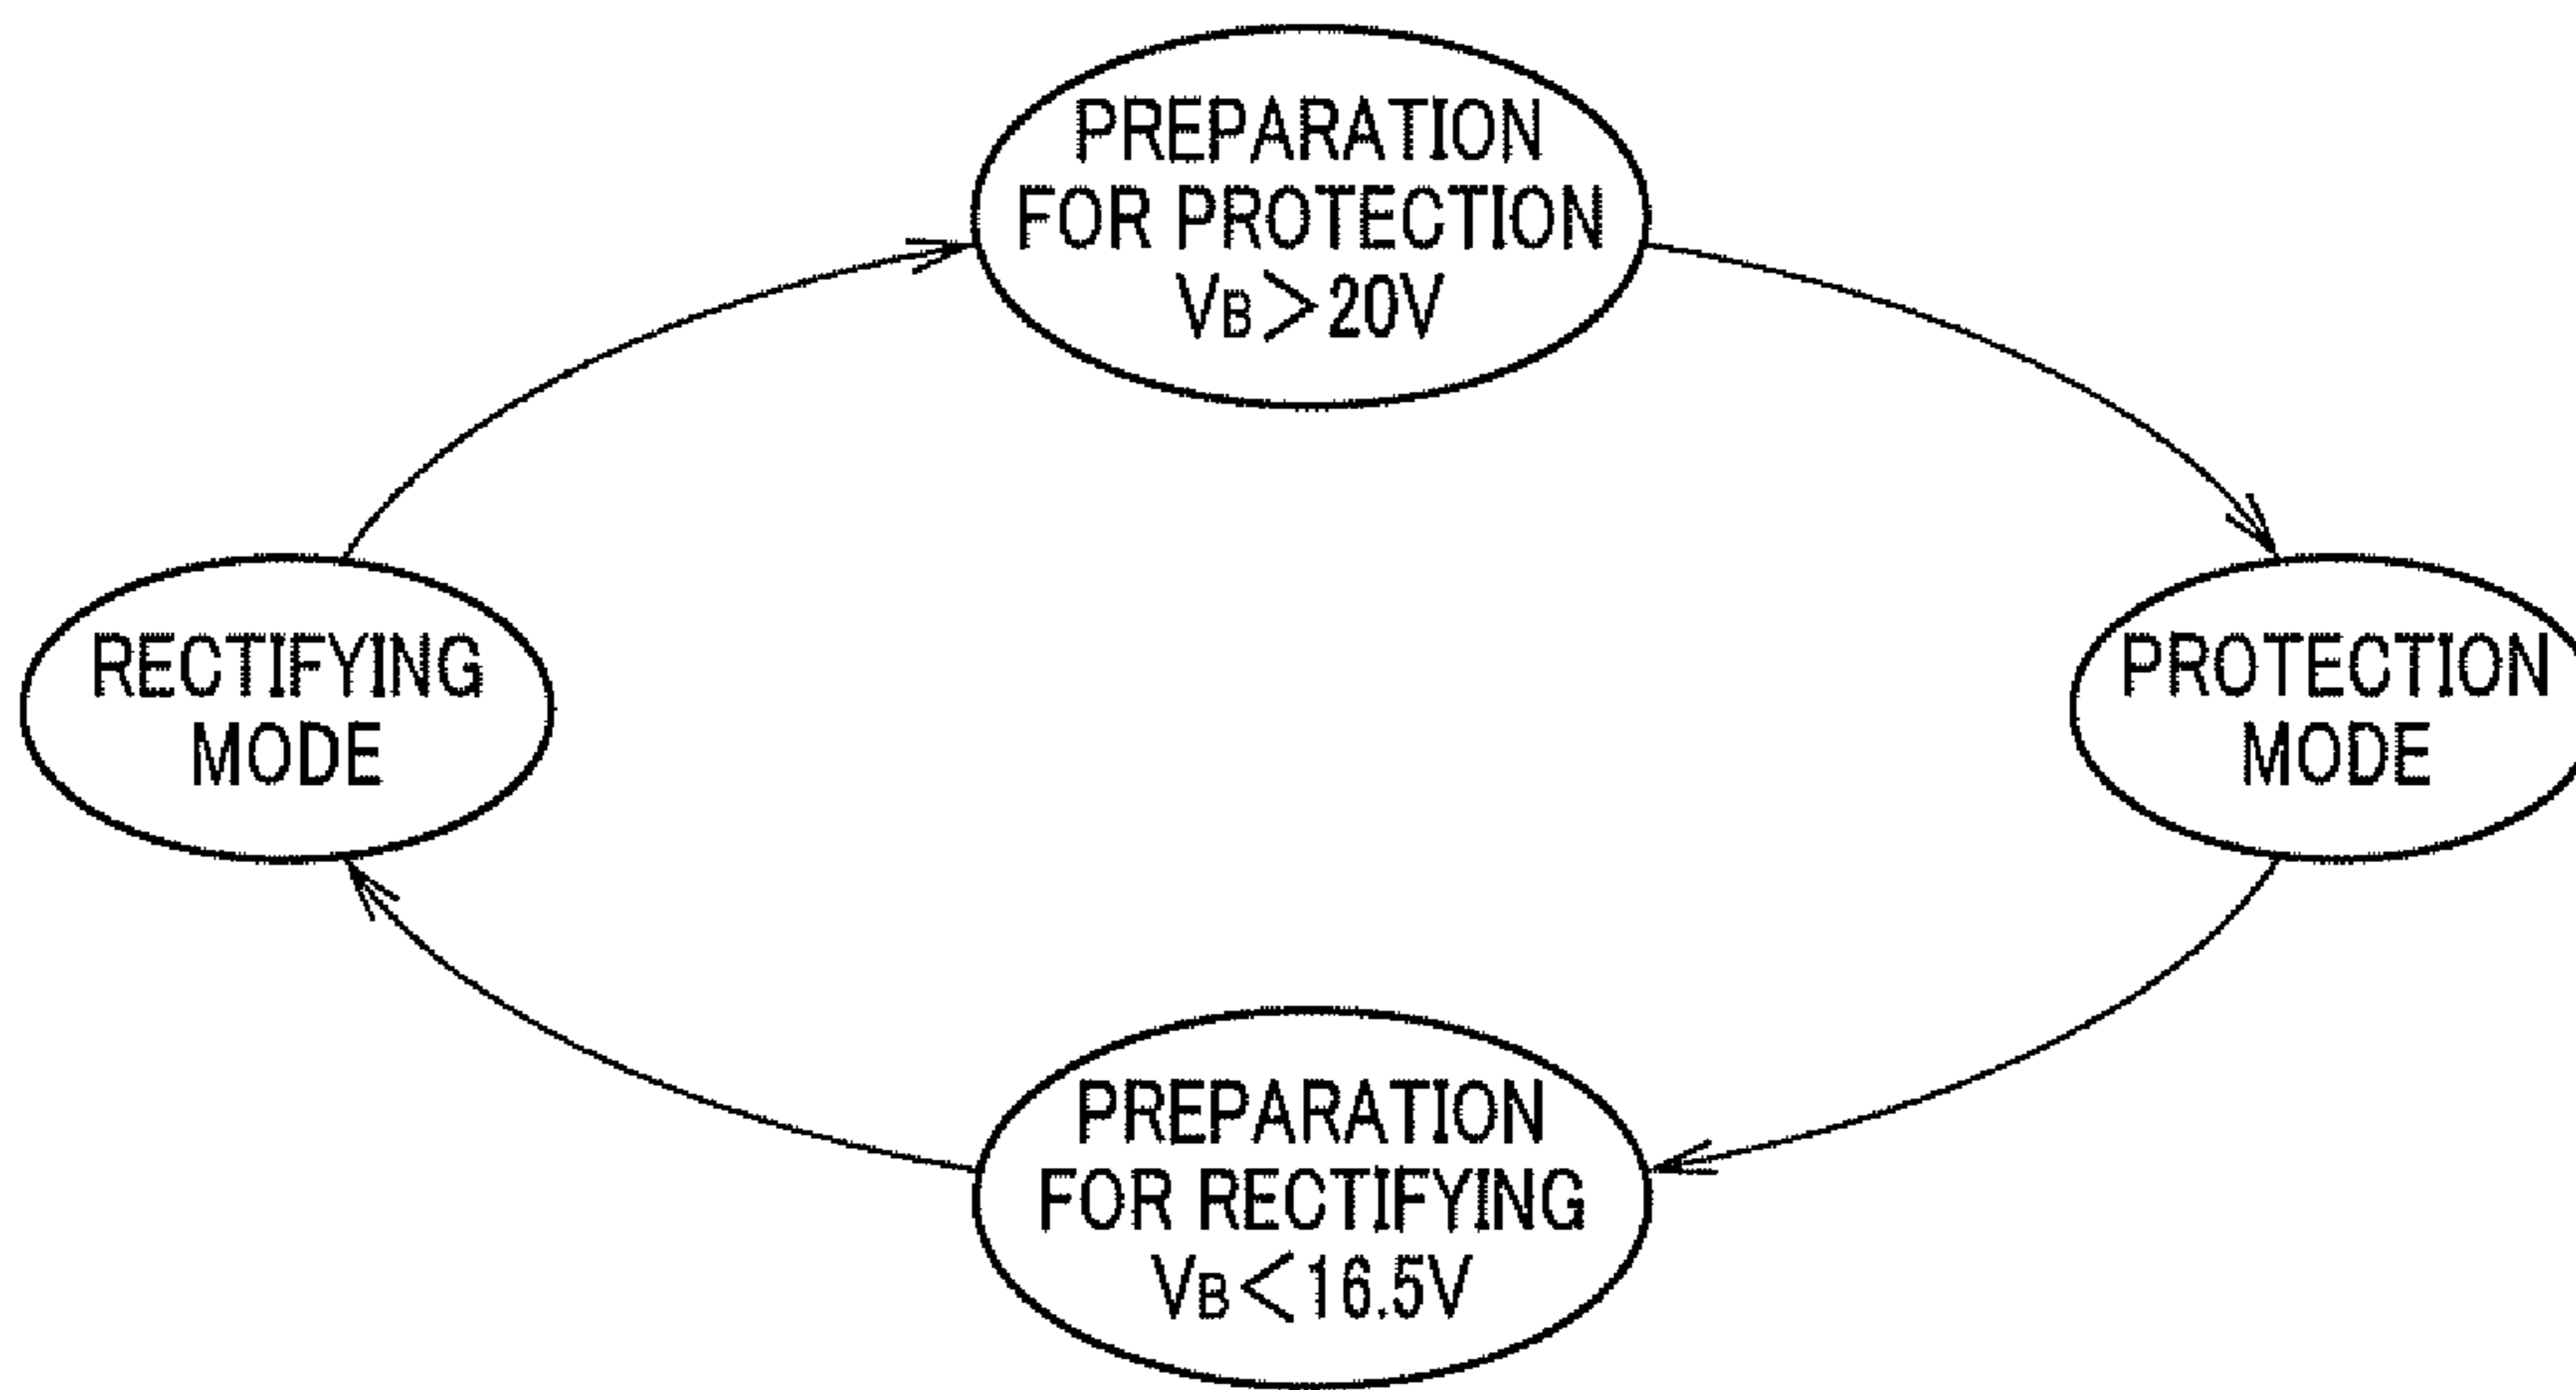 PREPARATION
FOR PROTECTION
VB＞20V
RECTIFYING
MODE
PROTECTION
MODE
PREPARATION
FOR RECTIFYING
VB＜16.5V